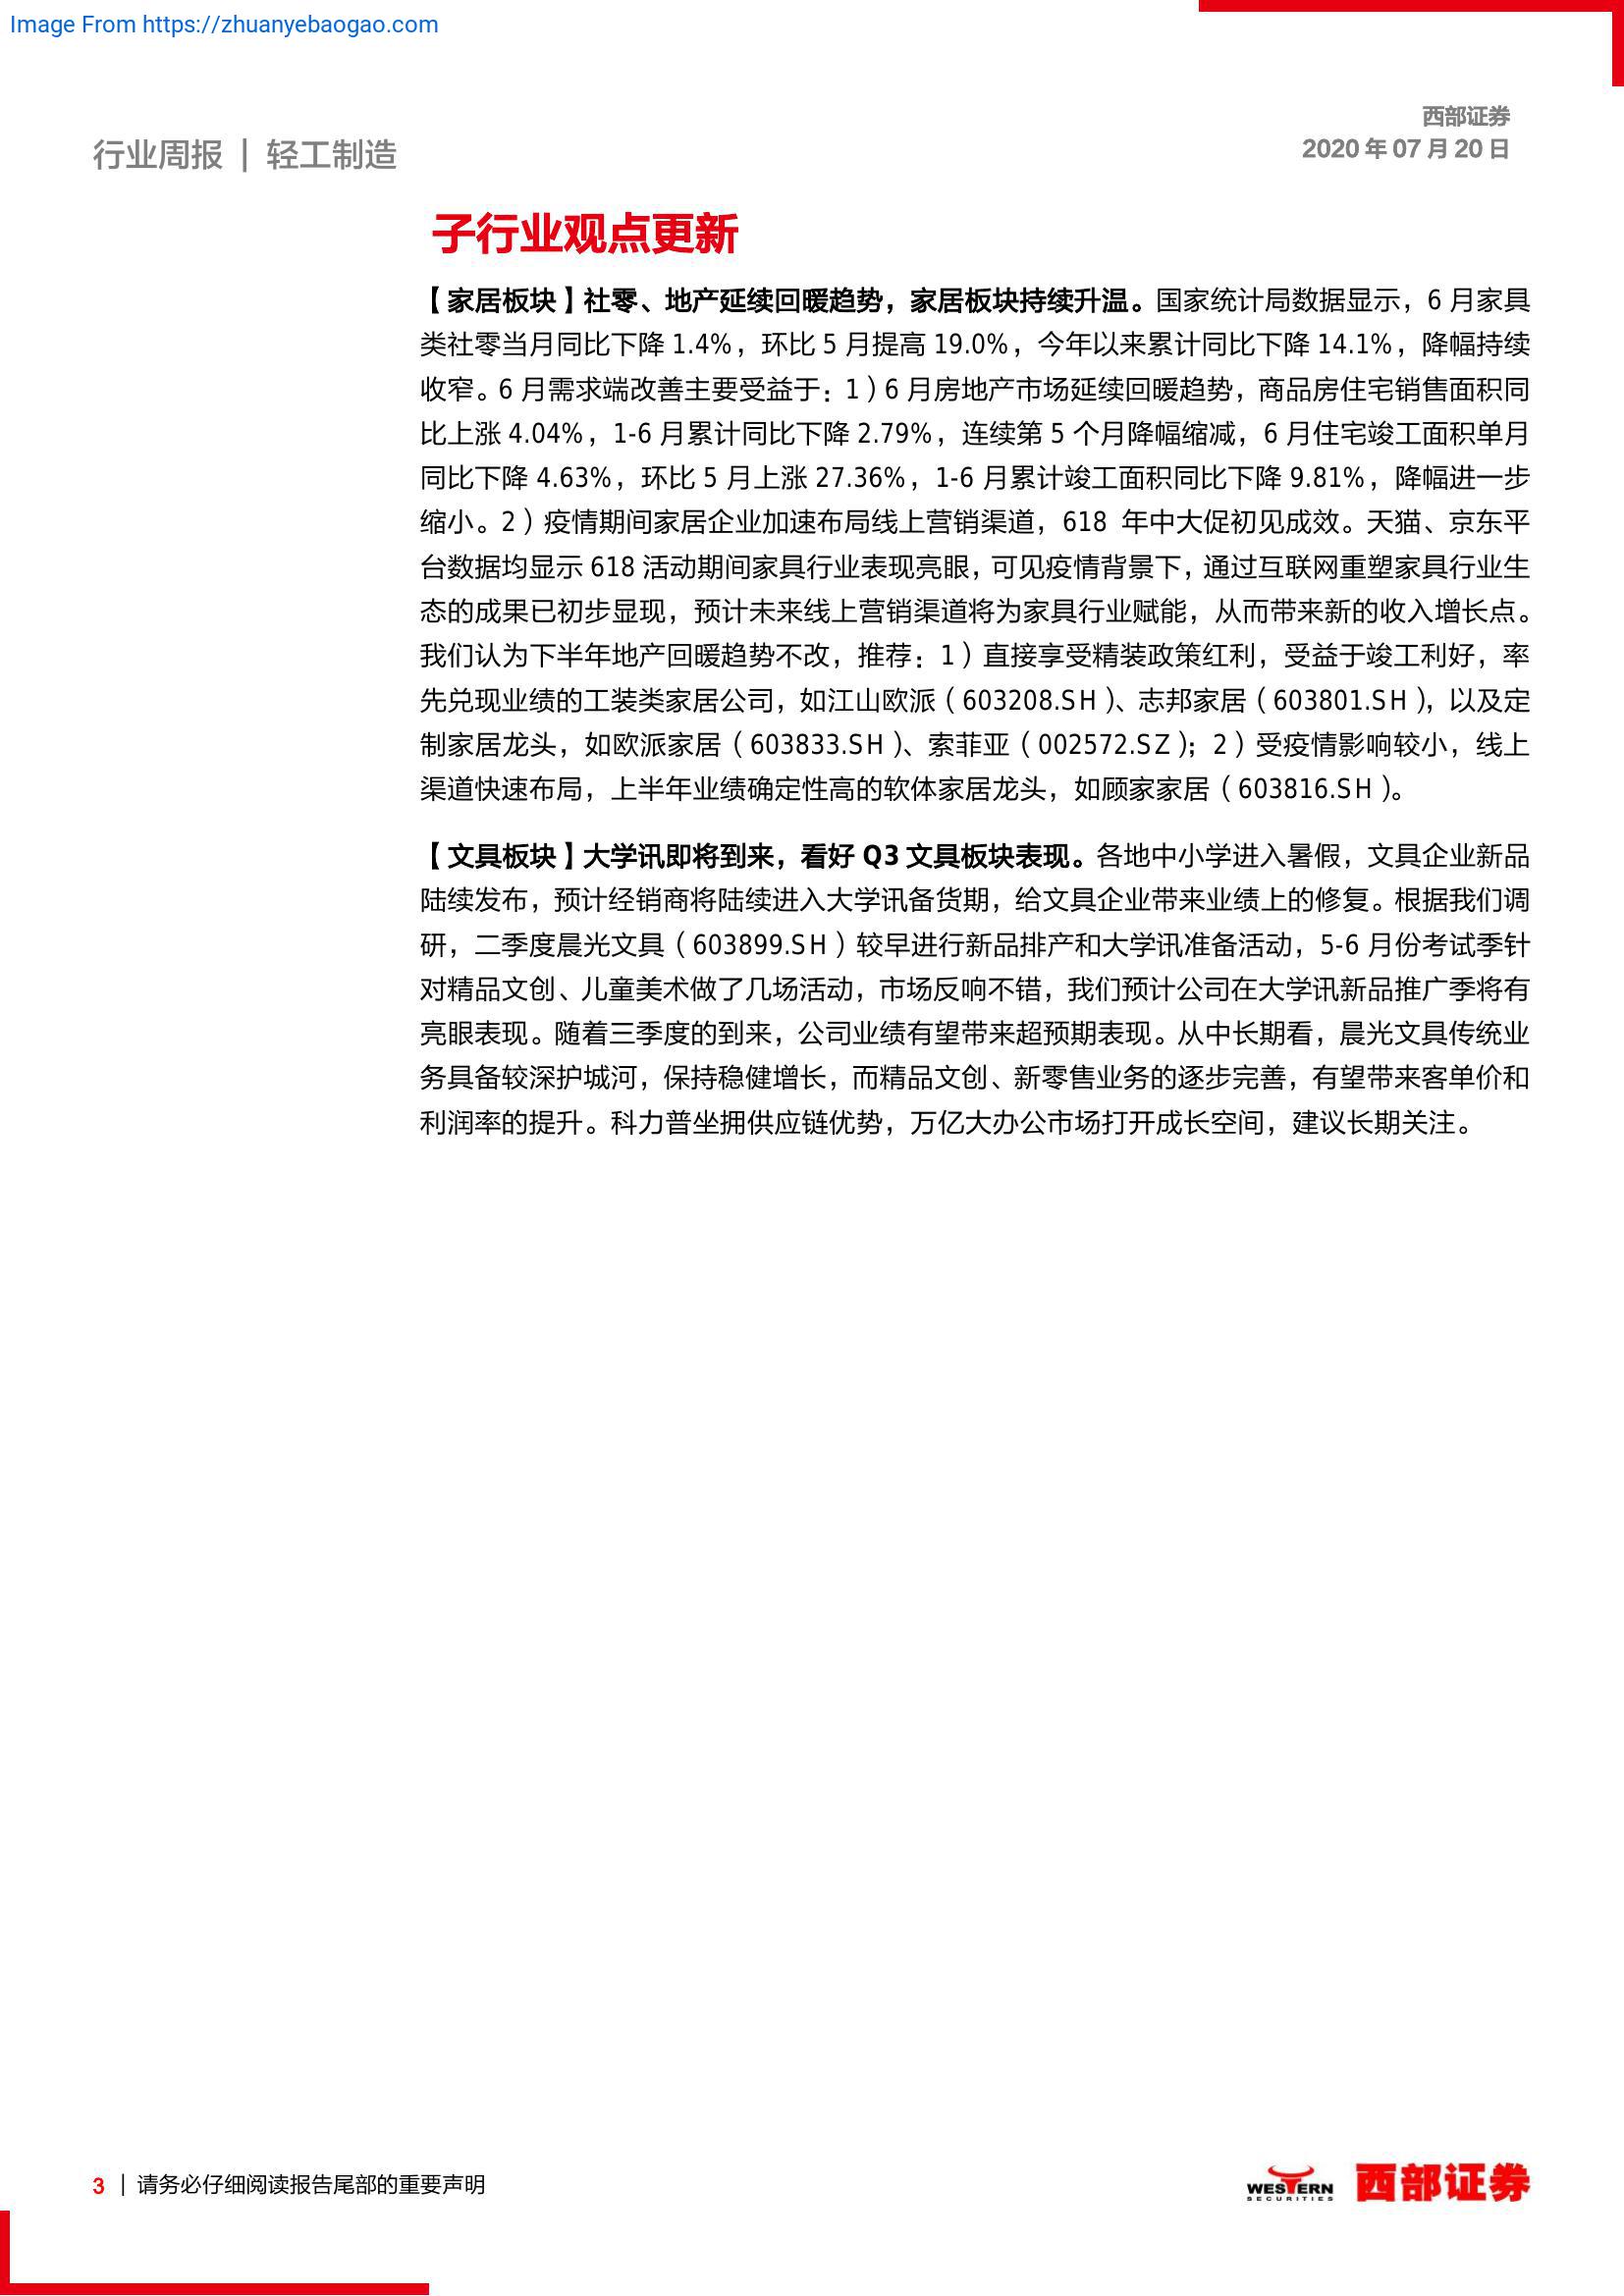 Image From https://zhuanyebaogao.com
西部证券
行业周报 | 轻工制造
2020 年 07 月 20 日
子行业观点更新
【家居板块】社零、地产延续回暖趋势，家居板块持续升温。国家统计局数据显示，6 月家具
类社零当月同比下降 1.4%，环比 5 月提高 19.0%，今年以来累计同比下降 14.1%，降幅持续
收窄。6 月需求端改善主要受益于：1）6 月房地产市场延续回暖趋势，商品房住宅销售面积同
比上涨 4.04%，1-6 月累计同比下降 2.79%，连续第 5 个月降幅缩减，6 月住宅竣工面积单月
同比下降 4.63%，环比 5 月上涨 27.36%，1-6 月累计竣工面积同比下降 9.81%，降幅进一步
缩小。2）疫情期间家居企业加速布局线上营销渠道，618 年中大促初见成效。天猫、京东平
台数据均显示 618 活动期间家具行业表现亮眼，可见疫情背景下，通过互联网重塑家具行业生
态的成果已初步显现，预计未来线上营销渠道将为家具行业赋能，从而带来新的收入增长点。
我们认为下半年地产回暖趋势不改，推荐：1）直接享受精装政策红利，受益于竣工利好，率
先兑现业绩的工装类家居公司，如江山欧派（603208.SH）、志邦家居（603801.SH），以及定
制家居龙头，如欧派家居（603833.SH）、索菲亚（002572.SZ）；2）受疫情影响较小，线上
渠道快速布局，上半年业绩确定性高的软体家居龙头，如顾家家居（603816.SH）。
【文具板块】大学讯即将到来，看好 Q3 文具板块表现。各地中小学进入暑假，文具企业新品
陆续发布，预计经销商将陆续进入大学讯备货期，给文具企业带来业绩上的修复。根据我们调
研，二季度晨光文具（603899.SH）较早进行新品排产和大学讯准备活动，5-6 月份考试季针
对精品文创、儿童美术做了几场活动，市场反响不错，我们预计公司在大学讯新品推广季将有
亮眼表现。随着三季度的到来，公司业绩有望带来超预期表现。从中长期看，晨光文具传统业
务具备较深护城河，保持稳健增长，而精品文创、新零售业务的逐步完善，有望带来客单价和
利润率的提升。科力普坐拥供应链优势，万亿大办公市场打开成长空间，建议长期关注。
3 | 请务必仔细阅读报告尾部的重要声明
WESTERN
SECURITIES
西部证券